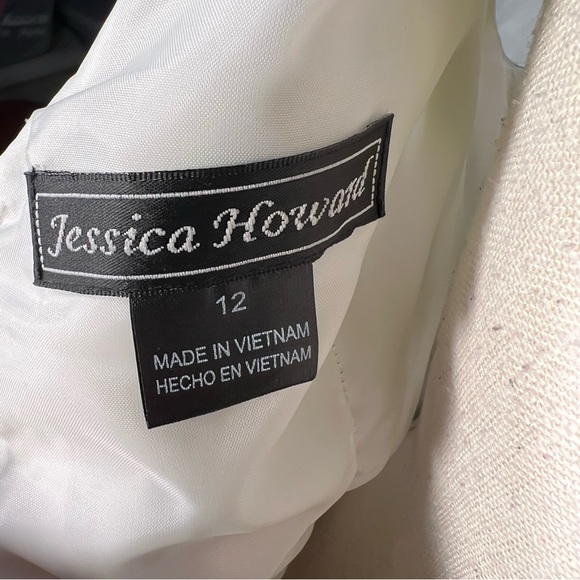 Jessica Howard
12
MADE IN VIETNAM
HECHO EN VIETNAM